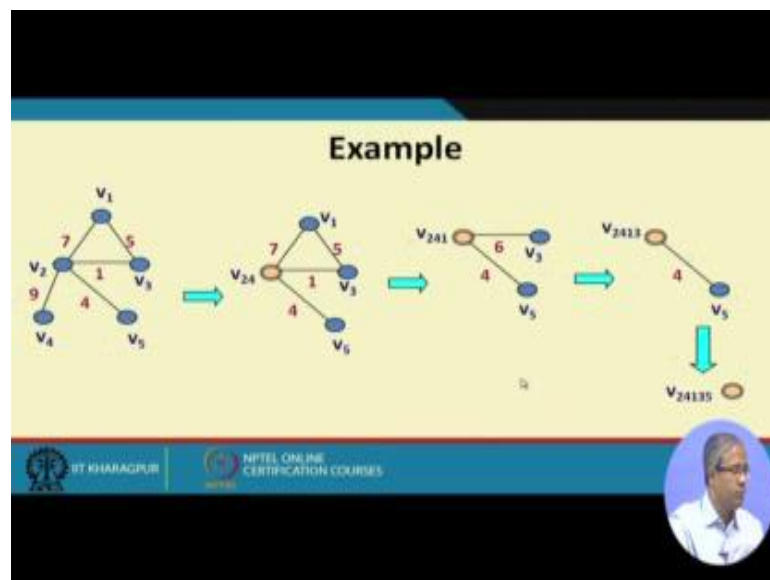 Example
V1
7
5
V2
1
V3
9
4
V4
V5
V1
7
5
V24
1
V3
4
V5
V241
6
V3
4
V5
V2413
4
V5
V24135
IIT KHARAGPUR
NPTEL ONLINE
CERTIFICATION COURSES